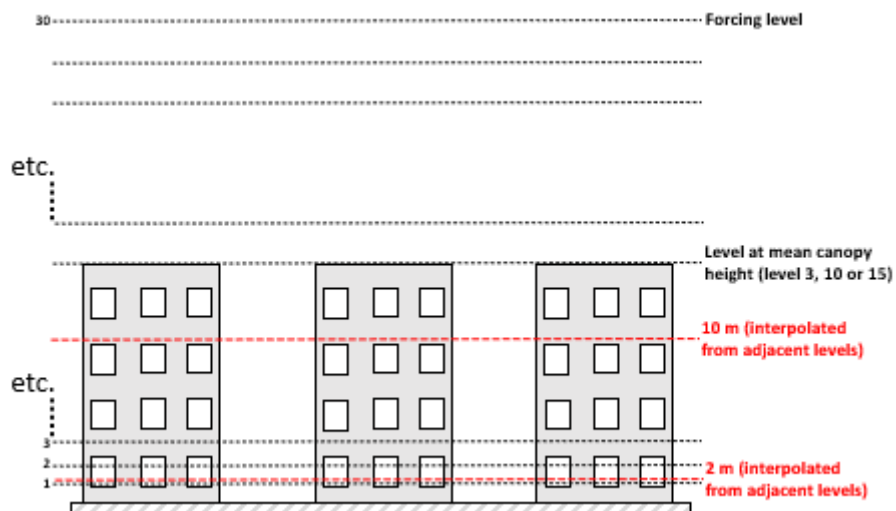 30
Forcing level
etc.
Level at mean canopy
height (level 3, 10 or 15)
10 m (interpolated
from adjacent levels)
etc.
3
2
1
2 m (interpolated
from adjacent levels)